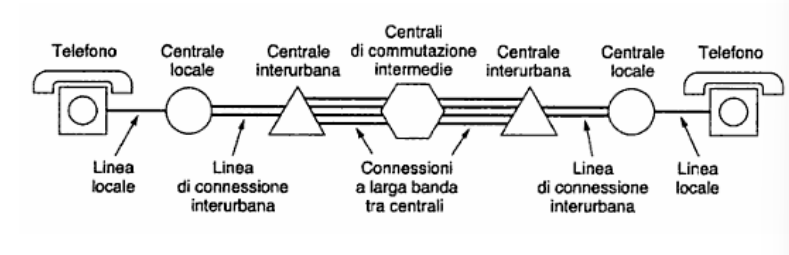 Telefono
Centrale
locale
Centrale
interurbana
Centrali
di commutazione
intermedie
Centrale
interurbana
Centrale
locale
Telefono
Linea
locale
Linea
di connessione
interurbana
Connessioni
a larga banda
tra centrali
Linea
di connessione
interurbana
Linea
locale